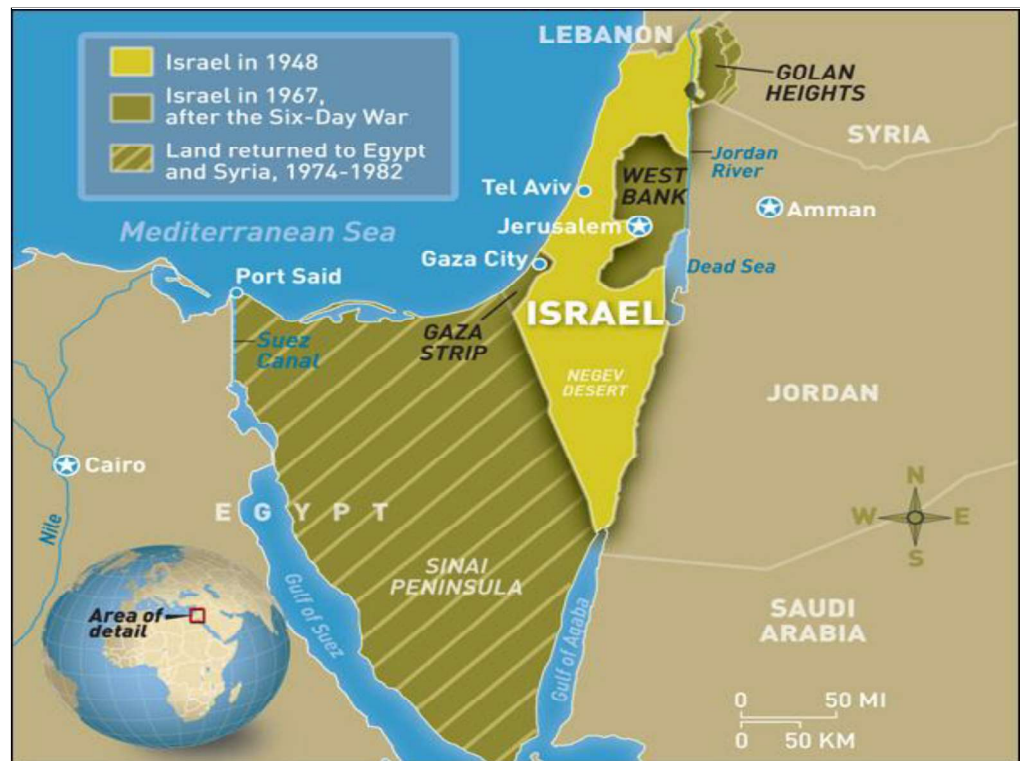 Israel in 1948
Israel in 1967,
after the Six-Day War
Land returned to Egypt
and Syria, 1974-1982
LEBANON
GOLAN
HEIGHTS
SYRIA
Jordan
River
WEST
BANK
Tel Aviv
Amman
Jerusalem
Mediterranean Sea
Gaza City
Dead Sea
Port Said
ISRAEL
GAZA
STRIP
Suez
Canal
NEGEV
DESERT
JORDAN
Cairo
N
W E
S
EGYPT
Nile
SINAI
PENINSULA
Gulf of Suez
Gulf of Aqaba
SAUDI
ARABIA
Area of
detail
0 50 MI
0 50 KM